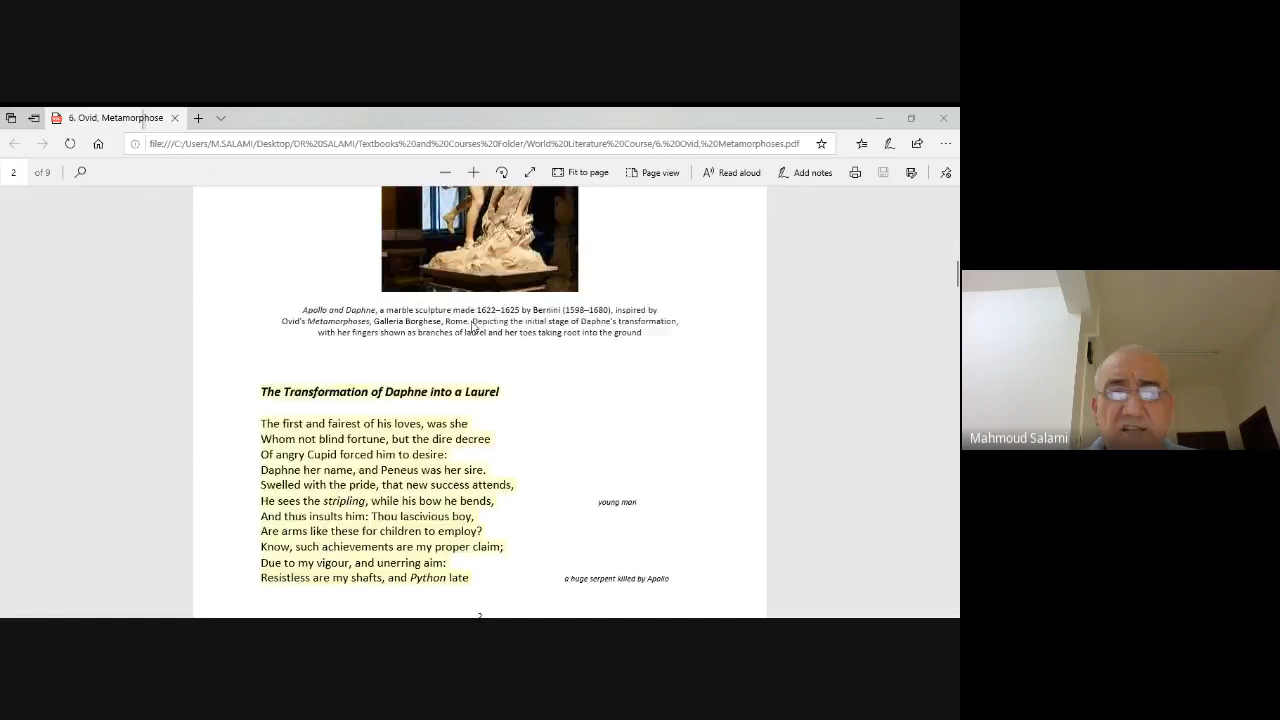 6. Ovid, Metamorphose
file:///C:/Users/M.SALAMI/Desktop/DR%20SALAMI/Textbooks%20and%20Courses%20Folder/World%20Literature%20Course/6.%20Ovid,%20Metamorphoses.pdf
2 of 9 Fit to page Page view Read aloud Add notes
Apollo and Daphne, a marble sculpture made 1622–1625 by Bernini (1598–1680), inspired by
Ovid's Metamorphoses, Galleria Borghese, Rome. Depicting the initial stage of Daphne's transformation,
with her fingers shown as branches of laurel and her toes taking root into the ground
The Transformation of Daphne into a Laurel
The first and fairest of his loves, was she
Whom not blind fortune, but the dire decree
Of angry Cupid forced him to desire:
Daphne her name, and Peneus was her sire.
Swelled with the pride, that new success attends,
He sees the stripling, while his bow he bends, young man
And thus insults him: Thou lascivious boy,
Are arms like these for children to employ?
Know, such achievements are my proper claim;
Due to my vigour, and unerring aim:
Resistless are my shafts, and Python late a huge serpent killed by Apollo
2
Mahmoud Salami